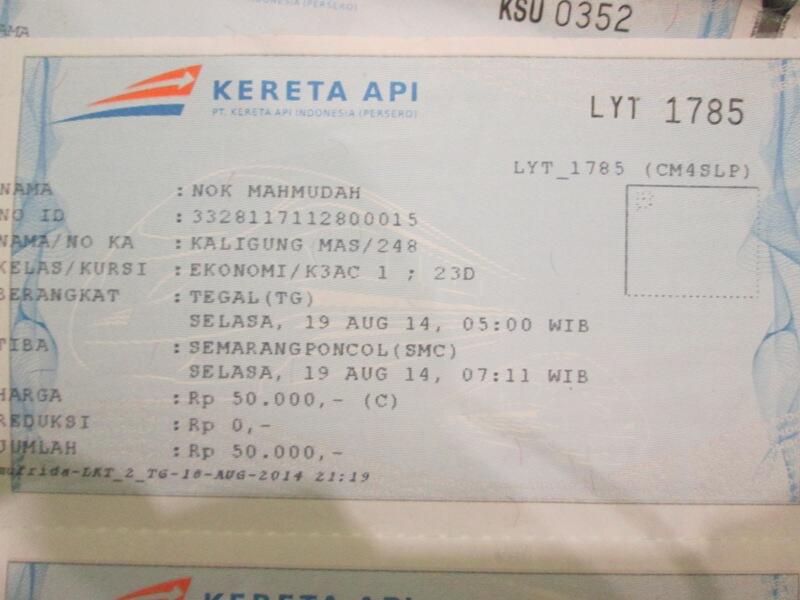 KSU 0352
KERETA API
PT. KERETA API INDONESIA (PERSERO)
LYT 1785
LYT_1785 (CM4SLP)
NAMA : NOK MAHMUDAH
NO ID : 3328117112800015
NAMA/NO KA : KALIGUNG MAS/248
KELAS/KURSI : EKONOMI/K3AC 1 ; 23D
BERANGKAT : TEGAL(TG)
SELASA, 19 AUG 14, 05:00 WIB
TIBA : SEMARANGPONCOL(SMC)
SELASA, 19 AUG 14, 07:11 WIB
HARGA : Rp 50.000,- (C)
REDUKSI : Rp 0,-
JUMLAH : Rp 50.000,-
mufrida-LKT_2_TG-18-AUG-2014 21:19
KERETA API